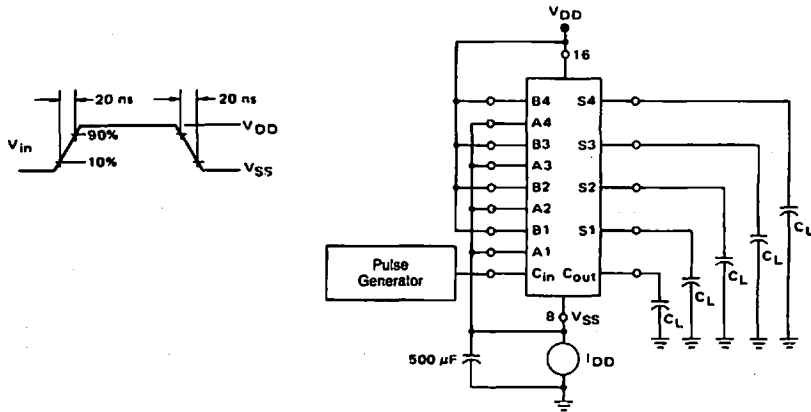 20 ns
20 ns
Vin
90%
10%
VDD
VSS
VDD
16
B4
A4
B3
A3
B2
A2
B1
A1
Cin
S4
S3
S2
S1
Cout
Pulse
Generator
8
VSS
500 µF
IDD
CL
CL
CL
CL
CL